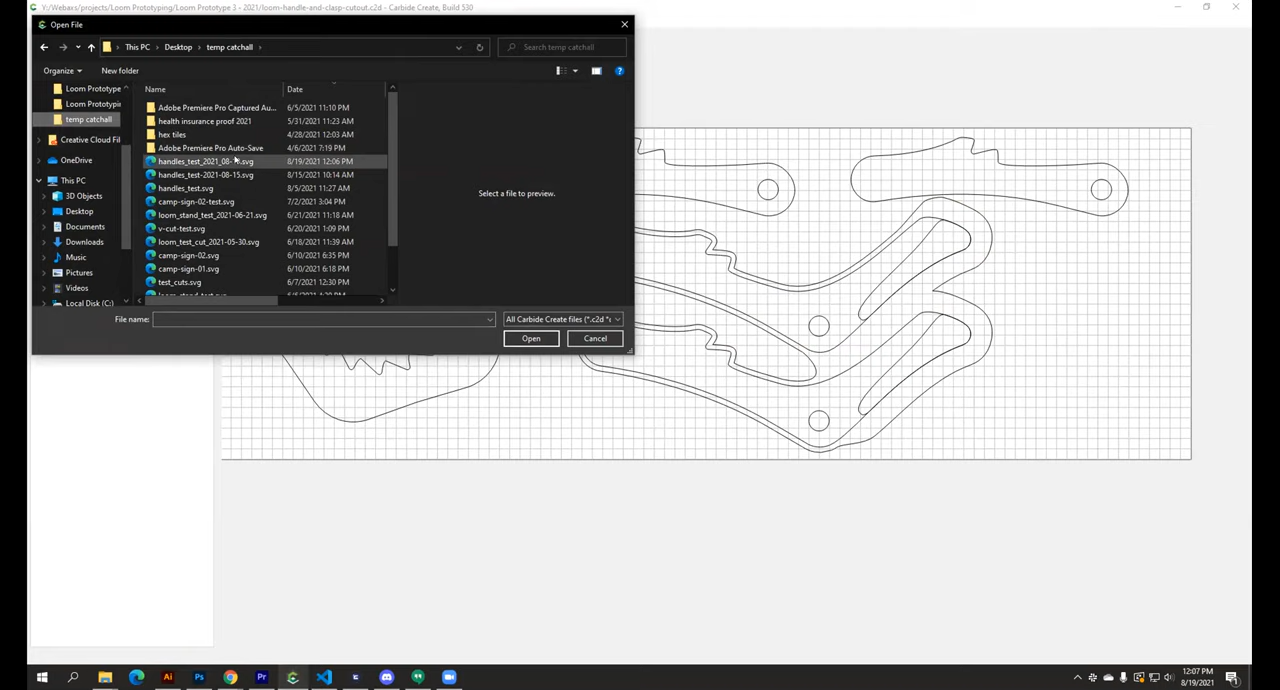 Y:/Webaxs/projects/Loom Prototyping/Loom Prototype 3 - 2021/loom-handle-and-clasp-cutout.c2d - Carbide Create, Build 530
Open File
This PC > Desktop > temp catchall >
Search temp catchall
Organize
New folder
Name Date
Loom Prototype
Loom Prototypin
temp catchall
Creative Cloud Fil
OneDrive
This PC
3D Objects
Desktop
Documents
Downloads
Music
Pictures
Videos
Local Disk (C:)
Adobe Premiere Pro Captured Au... 6/5/2021 11:10 PM
health insurance proof 2021 5/31/2021 11:23 AM
hex tiles 4/28/2021 12:03 AM
Adobe Premiere Pro Auto-Save 4/6/2021 7:19 PM
handles_test_2021_08- .svg 8/19/2021 12:06 PM
handles_test-2021-08-15.svg 8/15/2021 10:14 AM
handles_test.svg 8/5/2021 11:27 AM
camp-sign-02-test.svg 7/2/2021 3:04 PM
loom_stand_test_2021-06-21.svg 6/21/2021 11:18 AM
v-cut-test.svg 6/20/2021 1:09 PM
loom_test_cut_2021-05-30.svg 6/18/2021 11:39 AM
camp-sign-02.svg 6/10/2021 6:35 PM
camp-sign-01.svg 6/10/2021 6:18 PM
test_cuts.svg 6/7/2021 12:30 PM
Select a file to preview.
File name:
All Carbide Create files (*.c2d *
Open
Cancel
12:07 PM
8/19/2021